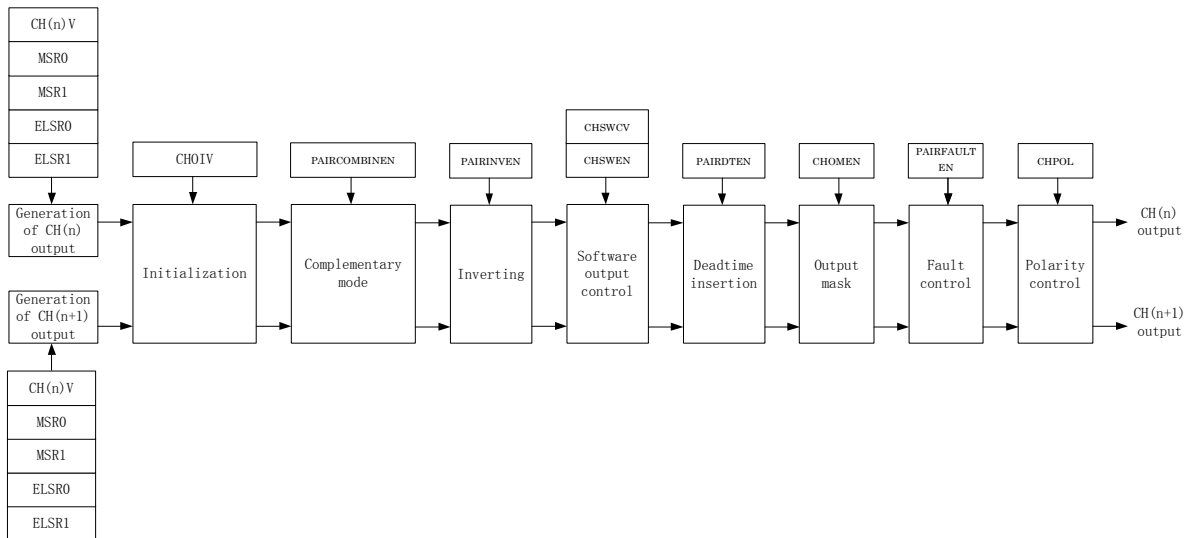 CH(n)V
MSR0
MSR1
ELSR0
ELSR1
CHOIV
PAIRCOMBINEN
PAIRINVEN
CHSWCV
CHSWEN
PAIRDTEN
CHOMEN
PAIRFAULT
EN
CHPOL
Generation
of CH(n)
output
Generation
of CH(n+1)
output
Initialization
Complementary
mode
Inverting
Software
output
control
Deadtime
insertion
Output
mask
Fault
control
Polarity
control
CH(n)
output
CH(n+1)
output
CH(n)V
MSR0
MSR1
ELSR0
ELSR1